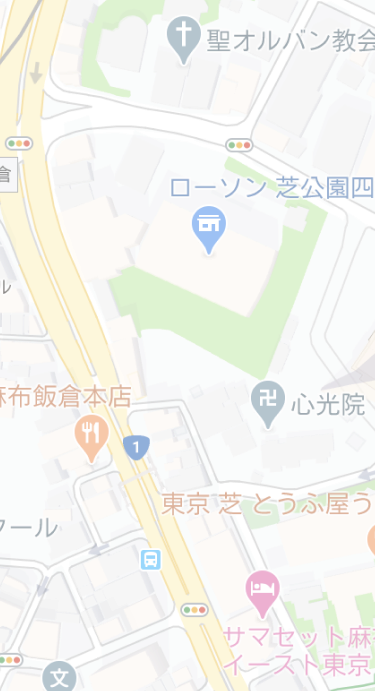 聖オルバン教会
倉
ローソン 芝公園四
ル
麻布飯倉本店
心光院
1
東京 芝 とうふ屋う
クール
サマセット麻
イースト東京
文